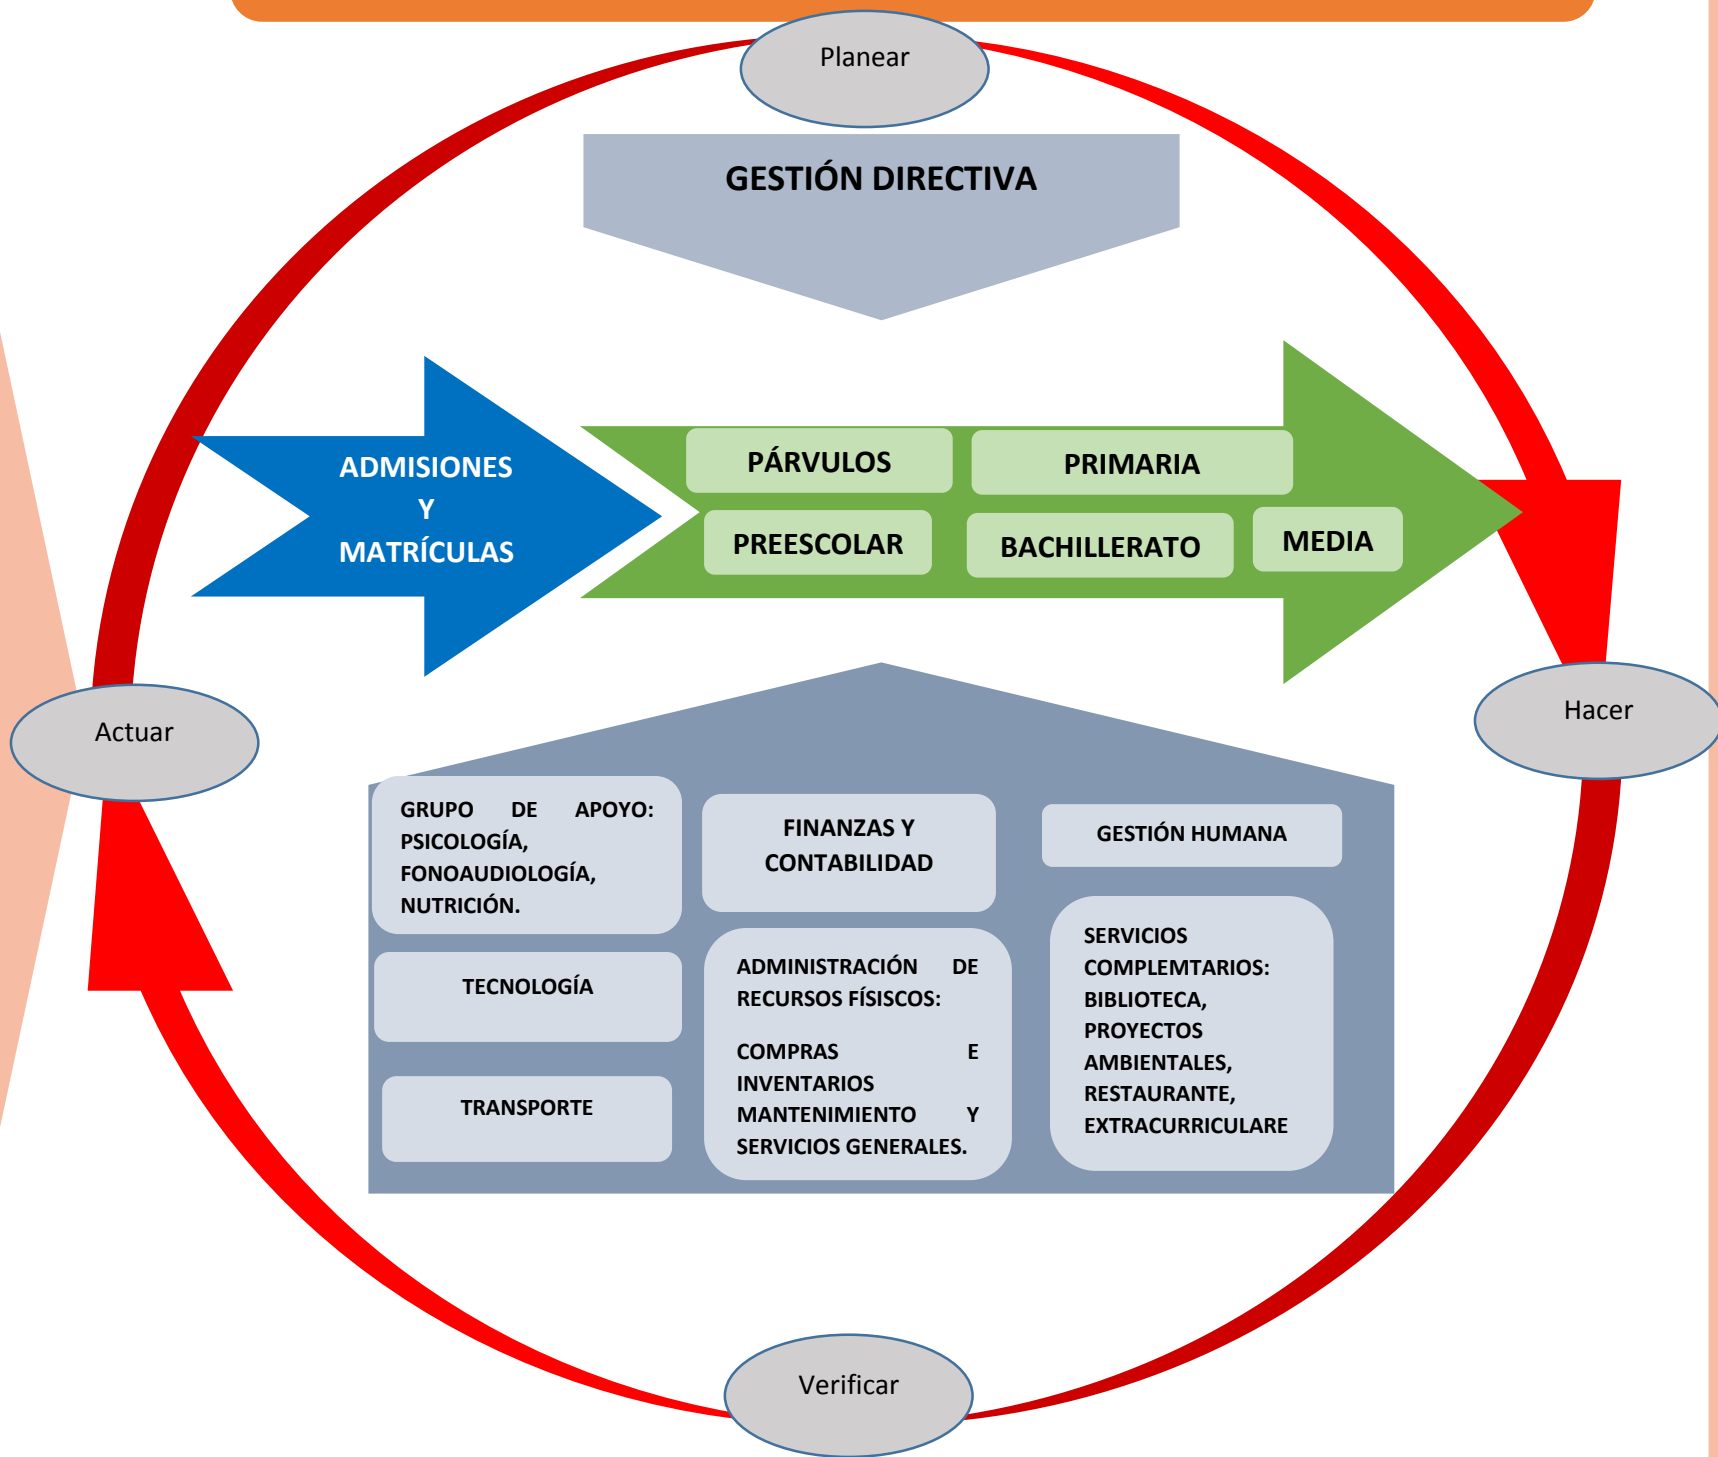 Planear
GESTIÓN DIRECTIVA
ADMISIONES
Y
MATRÍCULAS
PÁRVULOS
PRIMARIA
PREESCOLAR
BACHILLERATO
MEDIA
Actuar
Hacer
GRUPO DE APOYO:
PSICOLOGÍA,
FONOAUDIOLOGÍA,
NUTRICIÓN.
FINANZAS Y
CONTABILIDAD
GESTIÓN HUMANA
TECNOLOGÍA
ADMINISTRACIÓN DE
RECURSOS FÍSISCOS:
COMPRAS E
INVENTARIOS
MANTENIMIENTO Y
SERVICIOS GENERALES.
SERVICIOS
COMPLEMTARIOS:
BIBLIOTECA,
PROYECTOS
AMBIENTALES,
RESTAURANTE,
EXTRACURRICULARE
TRANSPORTE
Verificar